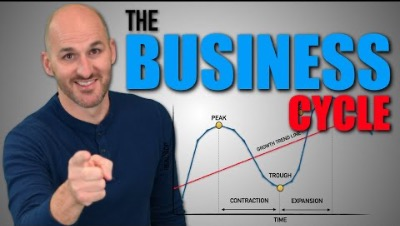 THE
BUSINESS
CYCLE
PEAK
GROWTH TREND LINE
TROUGH
CONTRACTION
EXPANSION
TIME